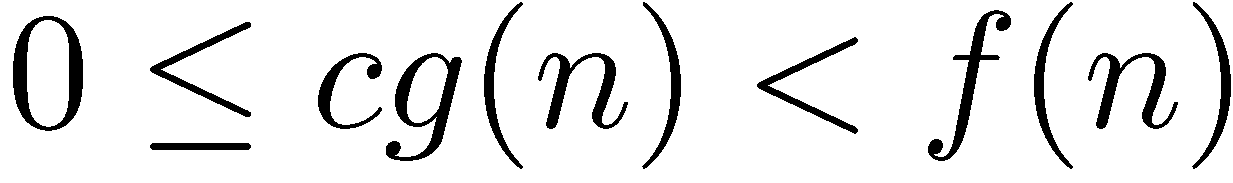 0 ≤ cg(n) < f(n)